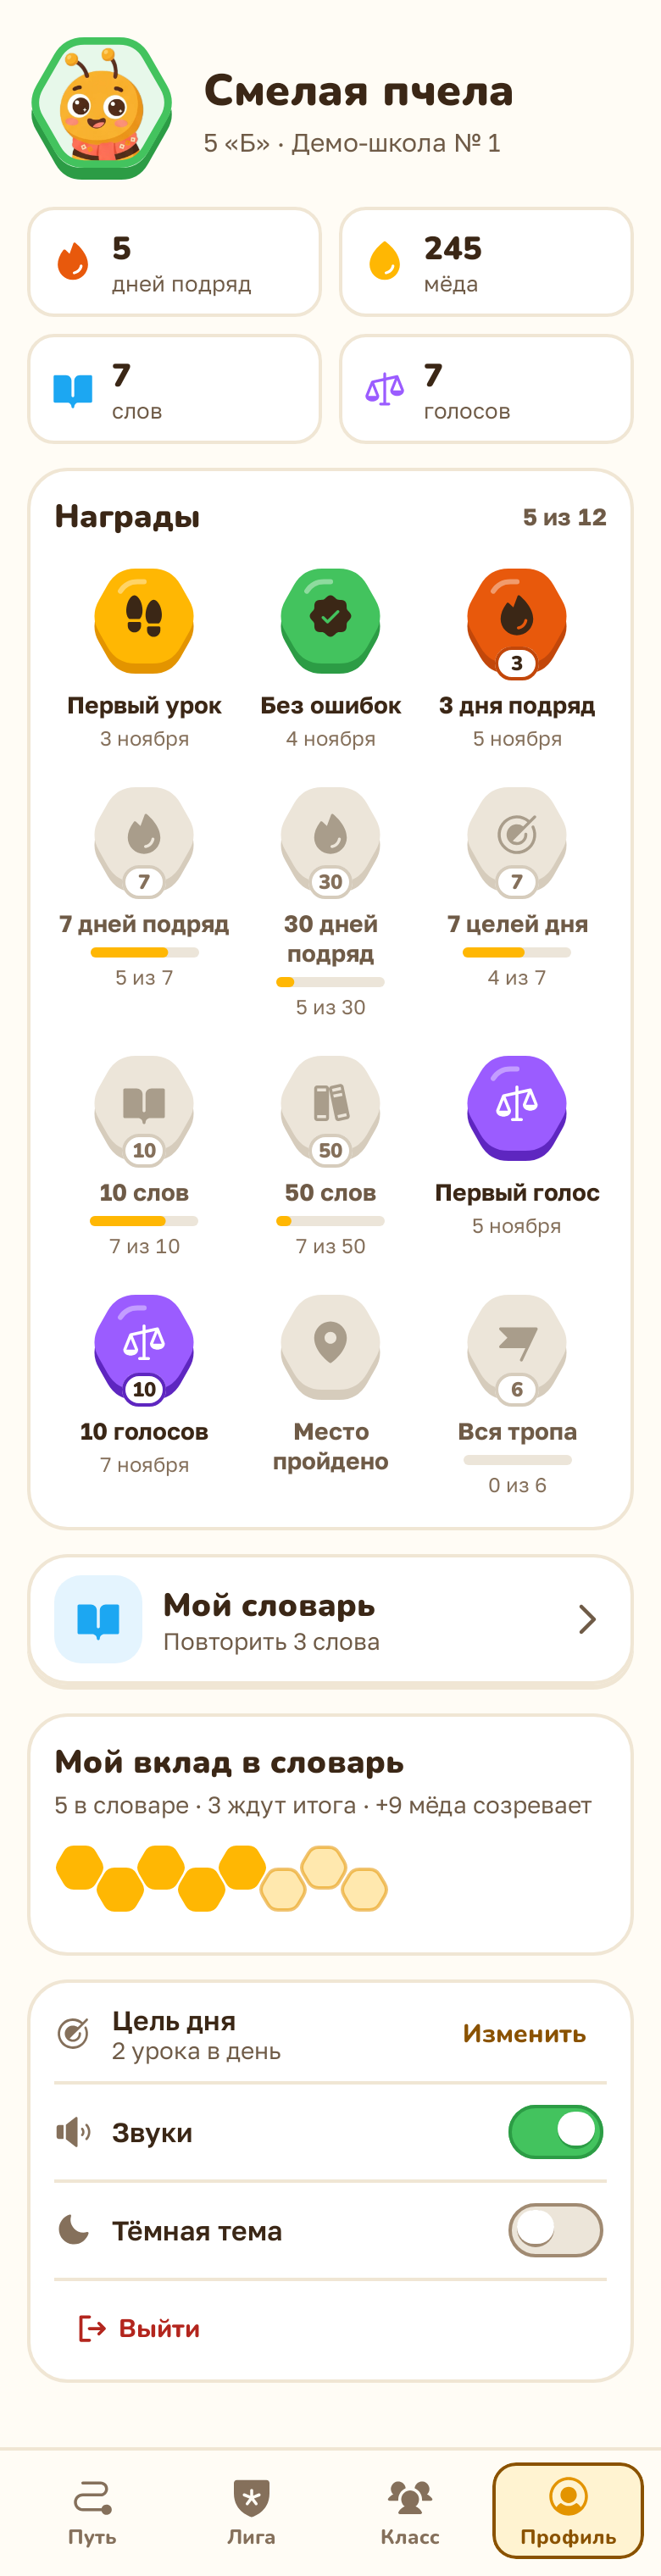 Смелая пчела
5 «Б» · Демо-школа № 1
5
дней подряд
245
мёда
7
слов
7
голосов
Награды
5 из 12
Первый урок
3 ноября
Без ошибок
4 ноября
3
3 дня подряд
5 ноября
7
7 дней подряд
5 из 7
30
30 дней
подряд
5 из 30
7
7 целей дня
4 из 7
10
10 слов
7 из 10
50
50 слов
7 из 50
Первый голос
5 ноября
10
10 голосов
7 ноября
Место
пройдено
6
Вся тропа
0 из 6
Мой словарь
Повторить 3 слова
Мой вклад в словарь
5 в словаре · 3 ждут итога · +9 мёда созревает
Цель дня
2 урока в день
Изменить
Звуки
Тёмная тема
Выйти
Путь
Лига
Класс
Профиль